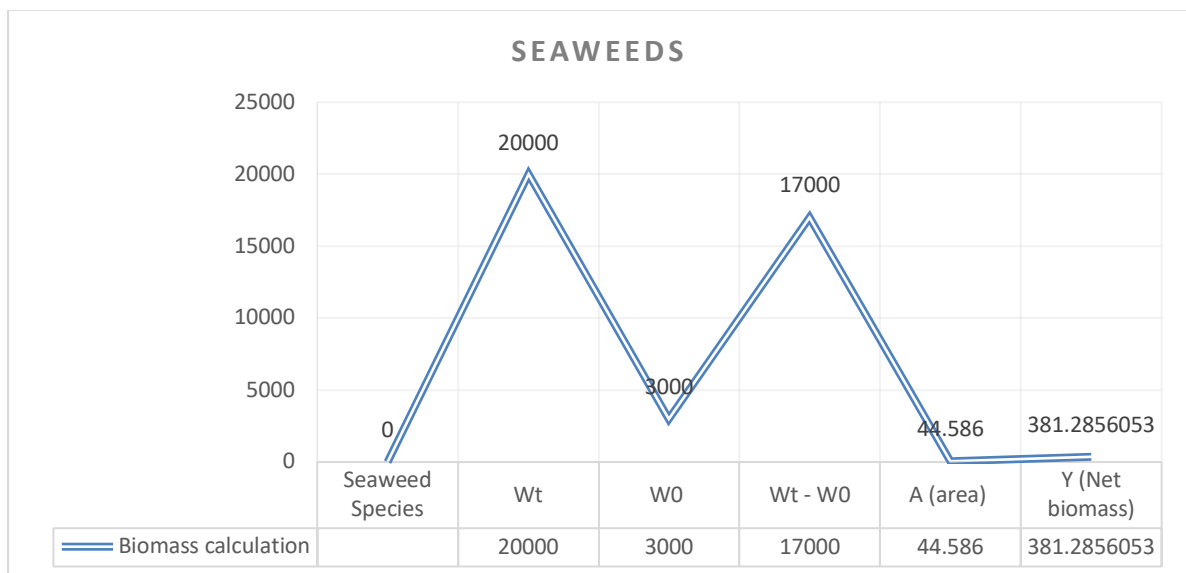 SEAWEEDS
25000
20000
15000
10000
5000
0
0
20000
3000
17000
44.586
381.2856053
Seaweed Species
Wt
W0
Wt - W0
A (area)
Y (Net biomass)
Biomass calculation
20000
3000
17000
44.586
381.2856053